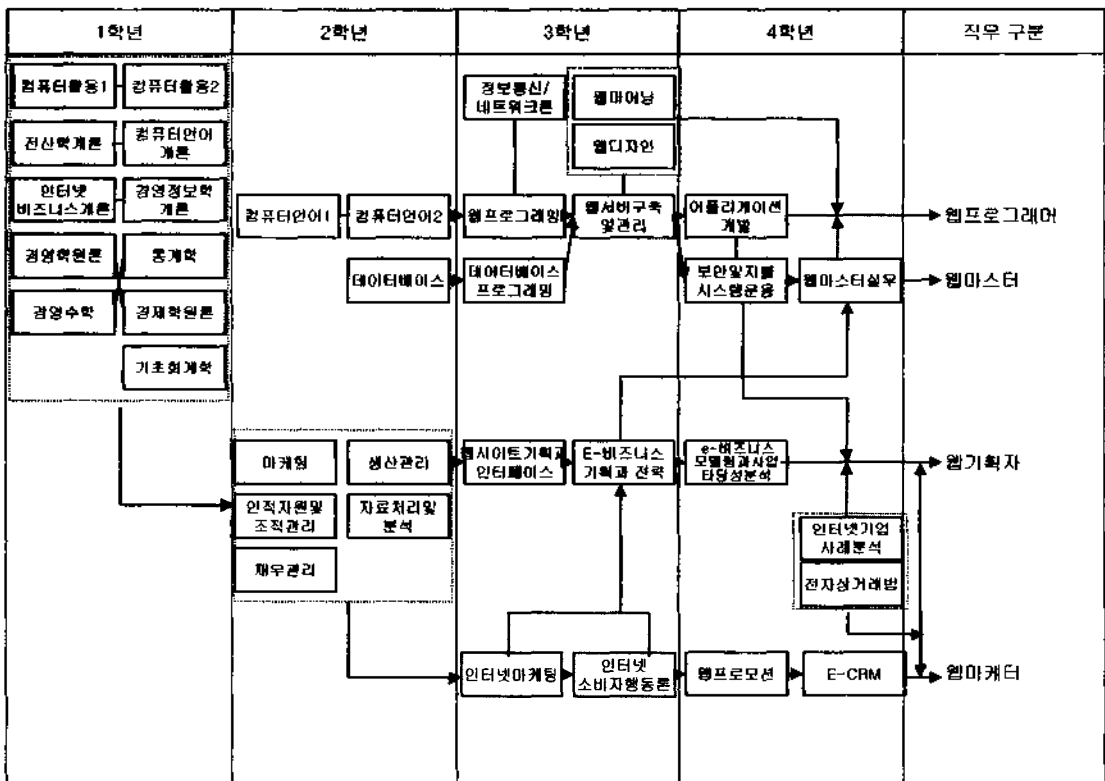 1학년
2학년
3학년
4학년
직무 구분
컴퓨터활용1
컴퓨터활용2
전산학개론
컴퓨터언어
개론
인터넷
비즈니스개론
경영정보학
개론
경영학원론
통계학
경영수학
경제학원론
기초회계학
컴퓨터언어1
컴퓨터언어2
데이터베이스
마케팅
생산관리
인적자원및
조직관리
자료처리및
분석
재무관리
정보통신/
네트워크론
웹마이닝
웹디자인
웹프로그래밍
웹서버구축
및관리
데이터베이스
프로그래밍
웹사이트기획과
인터페이스
E-비즈니스
기획과 전략
인터넷마케팅
인터넷
소비자행동론
어플리케이션
개발
보안및지불
시스템운용
웹마스터실무
e-비즈니스
모델링과사업
타당성분석
인터넷기업
사례분석
전자상거래법
웹프로모션
E-CRM
웹프로그래머
웹마스터
웹기획자
웹마케터